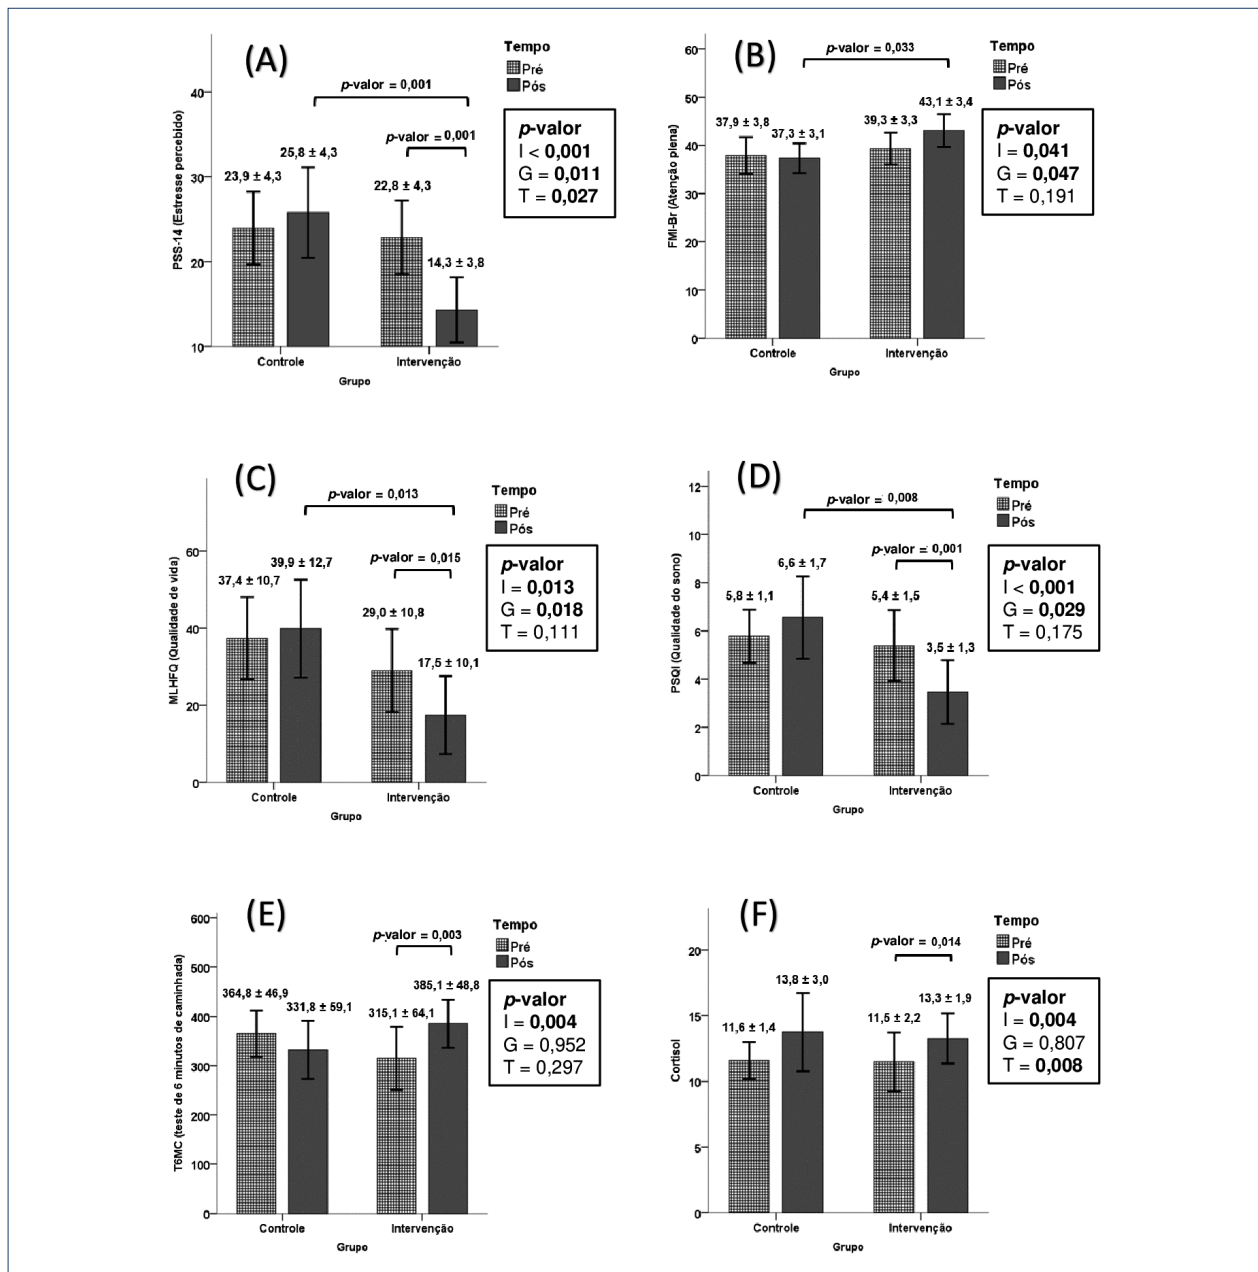 (A)
Tempo
Pré
Pós
p-valor = 0,001
p-valor = 0,001
p-valor
I < 0,001
G = 0,011
T = 0,027
PSS-14 (Estresse percebido)
40
30
20
10
23,9 ± 4,3
25,8 ± 4,3
22,8 ± 4,3
14,3 ± 3,8
Controle
Intervenção
Grupo
(B)
Tempo
Pré
Pós
p-valor = 0,033
p-valor
I = 0,041
G = 0,047
T = 0,191
FMI-Br (Atenção plena)
60
50
40
30
20
10
0
37,9 ± 3,8
37,3 ± 3,1
39,3 ± 3,3
43,1 ± 3,4
Controle
Intervenção
Grupo
(C)
Tempo
Pré
Pós
p-valor = 0,013
p-valor = 0,015
p-valor
I = 0,013
G = 0,018
T = 0,111
MLHFQ (Qualidade de vida)
60
40
20
0
37,4 ± 10,7
39,9 ± 12,7
29,0 ± 10,8
17,5 ± 10,1
Controle
Intervenção
Grupo
(D)
Tempo
Pré
Pós
p-valor = 0,008
p-valor = 0,001
p-valor
I < 0,001
G = 0,029
T = 0,175
PSQI (Qualidade do sono)
12
10
8
6
4
2
0
5,8 ± 1,1
6,6 ± 1,7
5,4 ± 1,5
3,5 ± 1,3
Controle
Intervenção
Grupo
(E)
Tempo
Pré
Pós
p-valor = 0,003
p-valor
I = 0,004
G = 0,952
T = 0,297
T6MC (teste de 6 minutos de caminhada)
600
500
400
300
200
100
0
364,8 ± 46,9
331,8 ± 59,1
315,1 ± 64,1
385,1 ± 48,8
Controle
Intervenção
Grupo
(F)
Tempo
Pré
Pós
p-valor = 0,014
p-valor
I = 0,004
G = 0,807
T = 0,008
Cortisol
20
15
10
5
0
11,6 ± 1,4
13,8 ± 3,0
11,5 ± 2,2
13,3 ± 1,9
Controle
Intervenção
Grupo